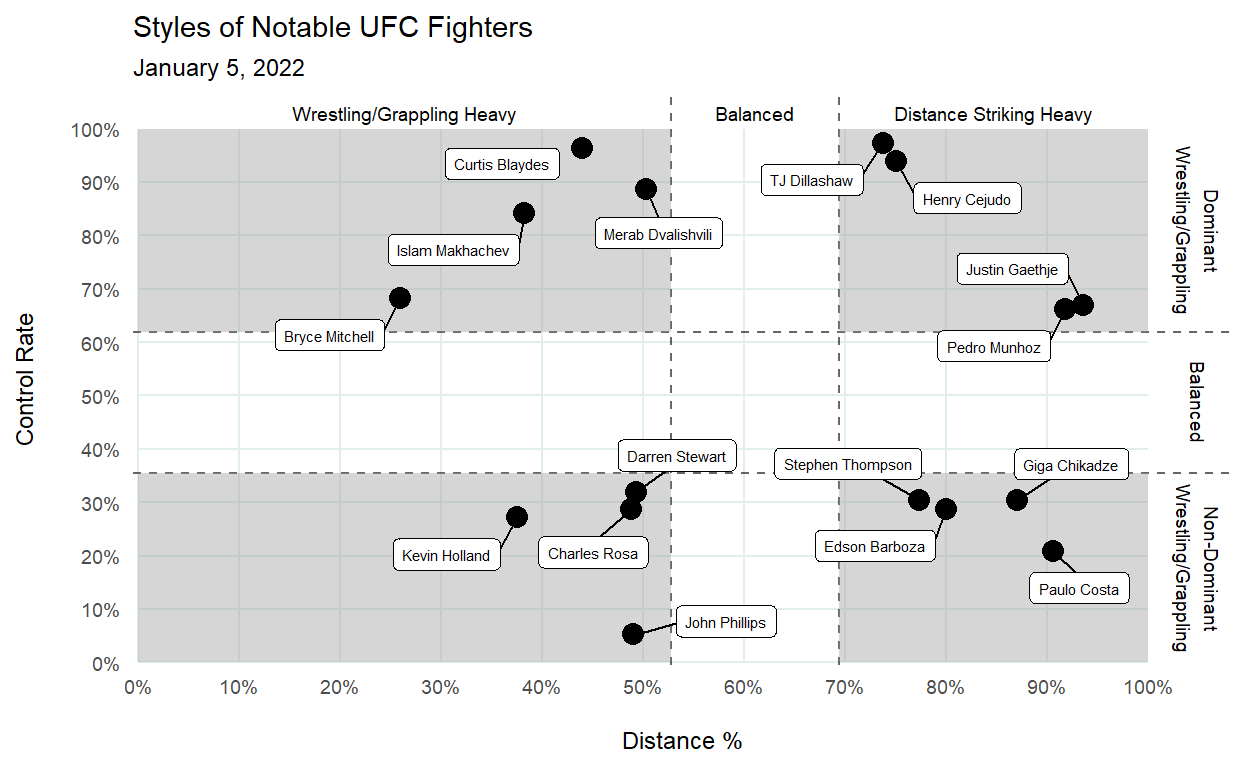 Styles of Notable UFC Fighters
January 5, 2022
Wrestling/Grappling Heavy
Balanced
Distance Striking Heavy
100%
90%
80%
70%
60%
50%
40%
30%
20%
10%
0%
Control Rate
Curtis Blaydes
TJ Dillashaw
Henry Cejudo
Merab Dvalishvili
Islam Makhachev
Justin Gaethje
Bryce Mitchell
Pedro Munhoz
Darren Stewart
Stephen Thompson
Giga Chikadze
Kevin Holland
Charles Rosa
Edson Barboza
Paulo Costa
John Phillips
Dominant
Wrestling/Grappling
Balanced
Non-Dominant
Wrestling/Grappling
0%
10%
20%
30%
40%
50%
60%
70%
80%
90%
100%
Distance %